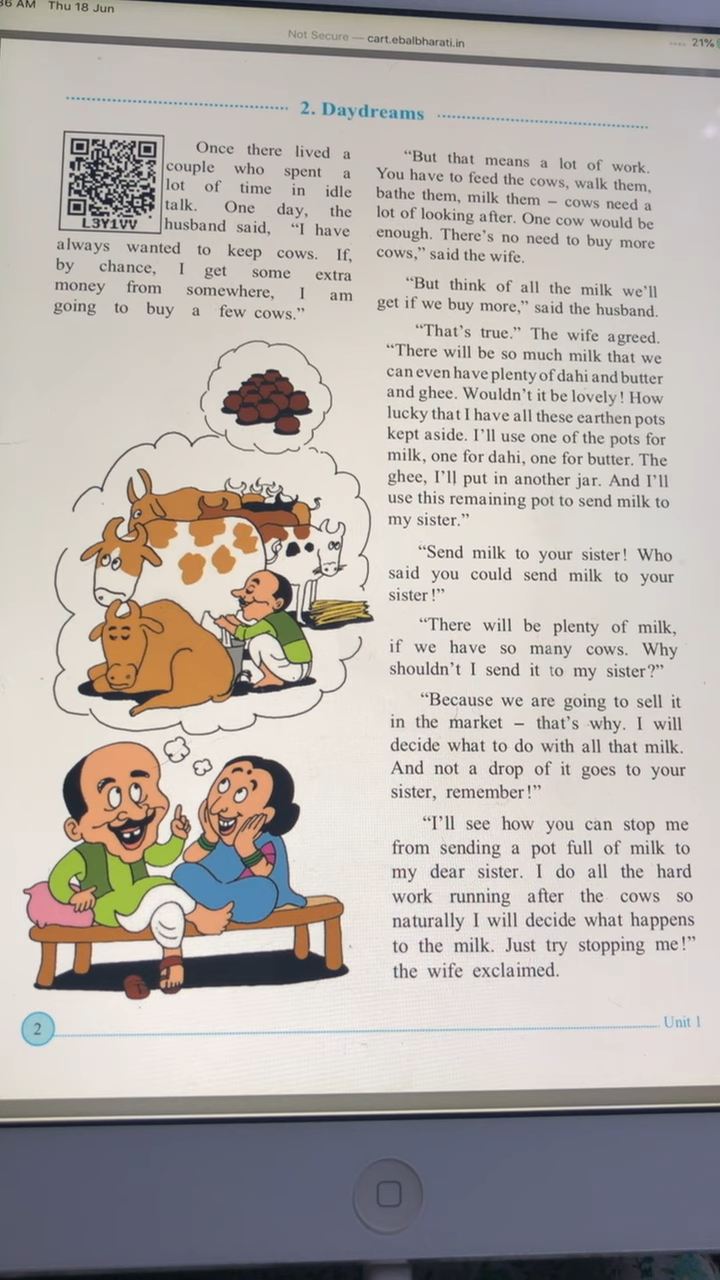 36 AM Thu 18 Jun
Not Secure — cart.ebalbharati.in
21%
2. Daydreams
L3Y1VV
Once there lived a
couple who spent a
lot of time in idle
talk. One day, the
husband said, “I have
always wanted to keep cows. If,
by chance, I get some extra
money from somewhere, I am
going to buy a few cows.”
“But that means a lot of work.
You have to feed the cows, walk them,
bathe them, milk them – cows need a
lot of looking after. One cow would be
enough. There’s no need to buy more
cows,” said the wife.
“But think of all the milk we’ll
get if we buy more,” said the husband.
“That’s true.” The wife agreed.
“There will be so much milk that we
can even have plenty of dahi and butter
and ghee. Wouldn’t it be lovely! How
lucky that I have all these earthen pots
kept aside. I’ll use one of the pots for
milk, one for dahi, one for butter. The
ghee, I’ll put in another jar. And I’ll
use this remaining pot to send milk to
my sister.”
“Send milk to your sister! Who
said you could send milk to your
sister!”
“There will be plenty of milk,
if we have so many cows. Why
shouldn’t I send it to my sister?”
“Because we are going to sell it
in the market – that’s why. I will
decide what to do with all that milk.
And not a drop of it goes to your
sister, remember!”
“I’ll see how you can stop me
from sending a pot full of milk to
my dear sister. I do all the hard
work running after the cows so
naturally I will decide what happens
to the milk. Just try stopping me!”
the wife exclaimed.
2
Unit 1